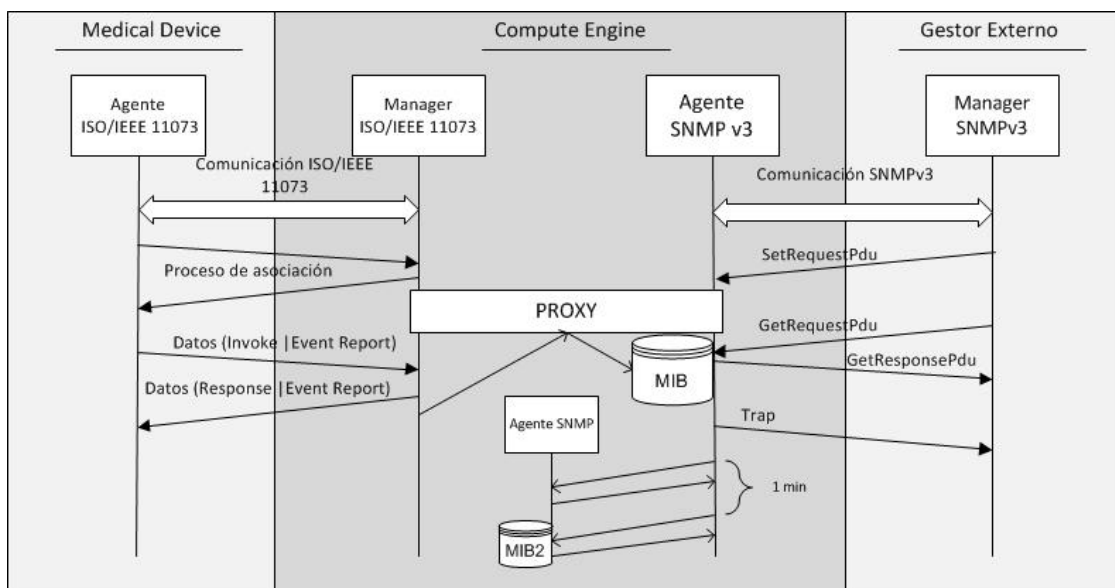 Medical Device
Compute Engine
Gestor Externo
Agente
ISO/IEEE 11073
Manager
ISO/IEEE 11073
Agente
SNMP v3
Manager
SNMPv3
Comunicación ISO/IEEE
11073
Comunicación SNMPv3
SetRequestPdu
Proceso de asociación
PROXY
GetRequestPdu
Datos (Invoke |Event Report)
GetResponsePdu
MIB
Datos (Response |Event Report)
Agente SNMP
Trap
1 min
MIB2